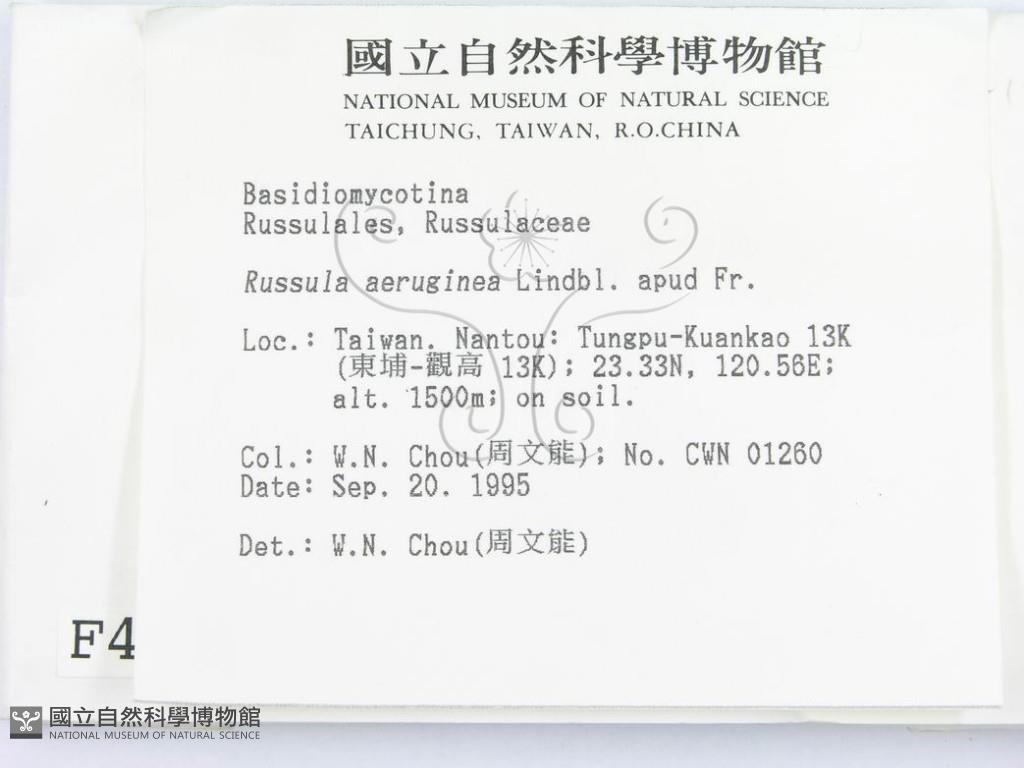 國立自然科學博物館
NATIONAL MUSEUM OF NATURAL SCIENCE
TAICHUNG, TAIWAN, R.O.CHINA
Basidiomycotina
Russulales, Russulaceae
Russula aeruginea Lindbl. apud Fr.
Loc.: Taiwan. Nantou: Tungpu-Kuankao 13K
(東埔-觀高 13K); 23.33N, 120.56E;
alt. 1500m; on soil.
Col.: W.N. Chou(周文能); No. CWN 01260
Date: Sep. 20. 1995
Det.: W.N. Chou(周文能)
F4
國立自然科學博物館
NATIONAL MUSEUM OF NATURAL SCIENCE